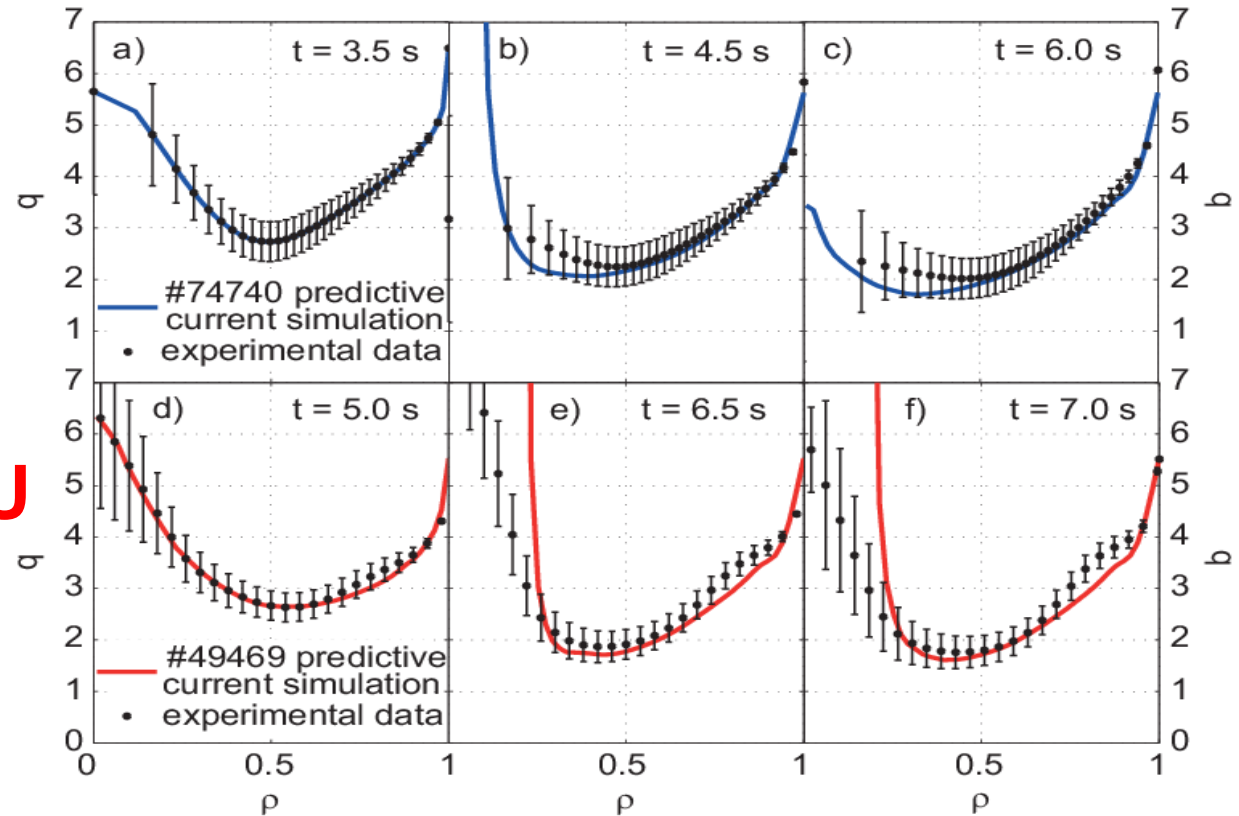 7 a) t = 3.5 s b) t = 4.5 s c) t = 6.0 s 7
6 6
5 5
4 4
q q
3 3
2 2
#74740 predictive
current simulation
1 1
experimental data
7 d) t = 5.0 s e) t = 6.5 s f) t = 7.0 s 7
6 6
U
5 5
4 4
q q
3 3
2 2
#49469 predictive
current simulation
1 1
experimental data
0 0
0 0.5 1 0.5 1 0.5 1
ρ ρ ρ